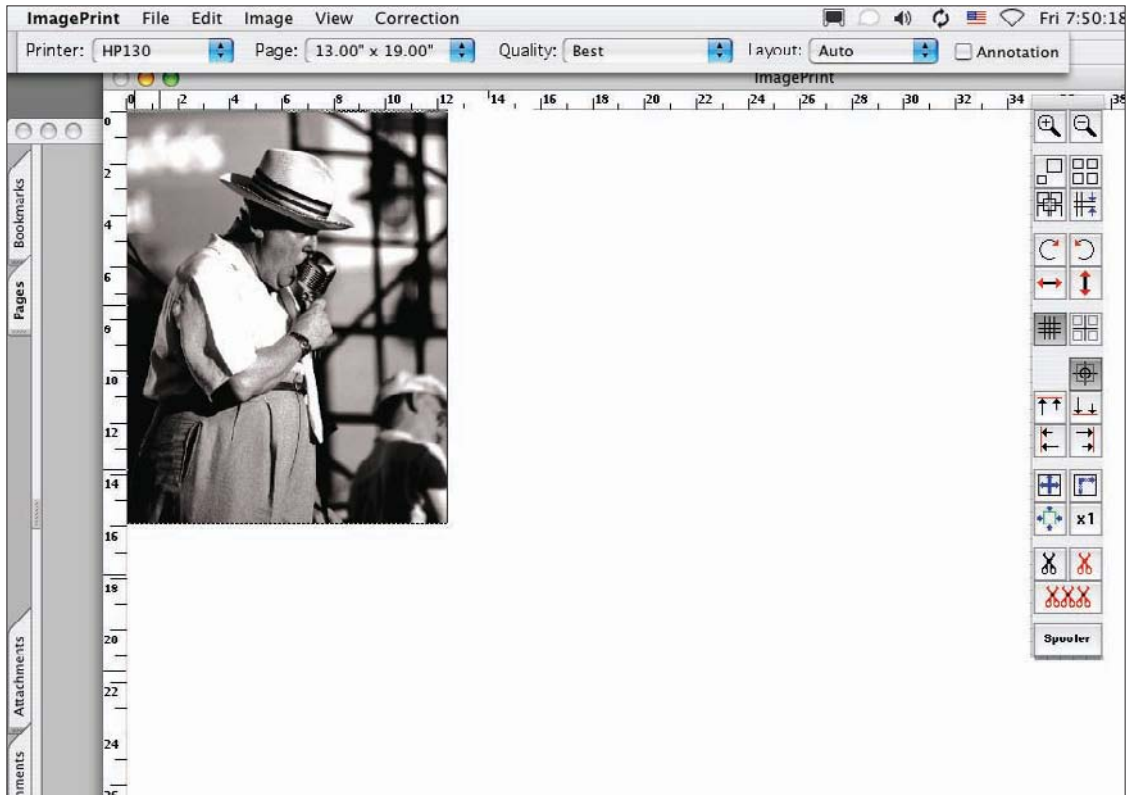 ImagePrint File Edit Image View Correction Fri 7:50:18
Printer: HP130 Page: 13.00" x 19.00" Quality: Best Layout: Auto Annotation
ImagePrint
0 2 4 6 8 10 12 14 16 18 20 22 24 26 28 30 32 34 38
0
2
4
6
8
10
12
14
16
18
20
22
24
26
Bookmarks
Pages
Attachments
mments
x1
Spooler